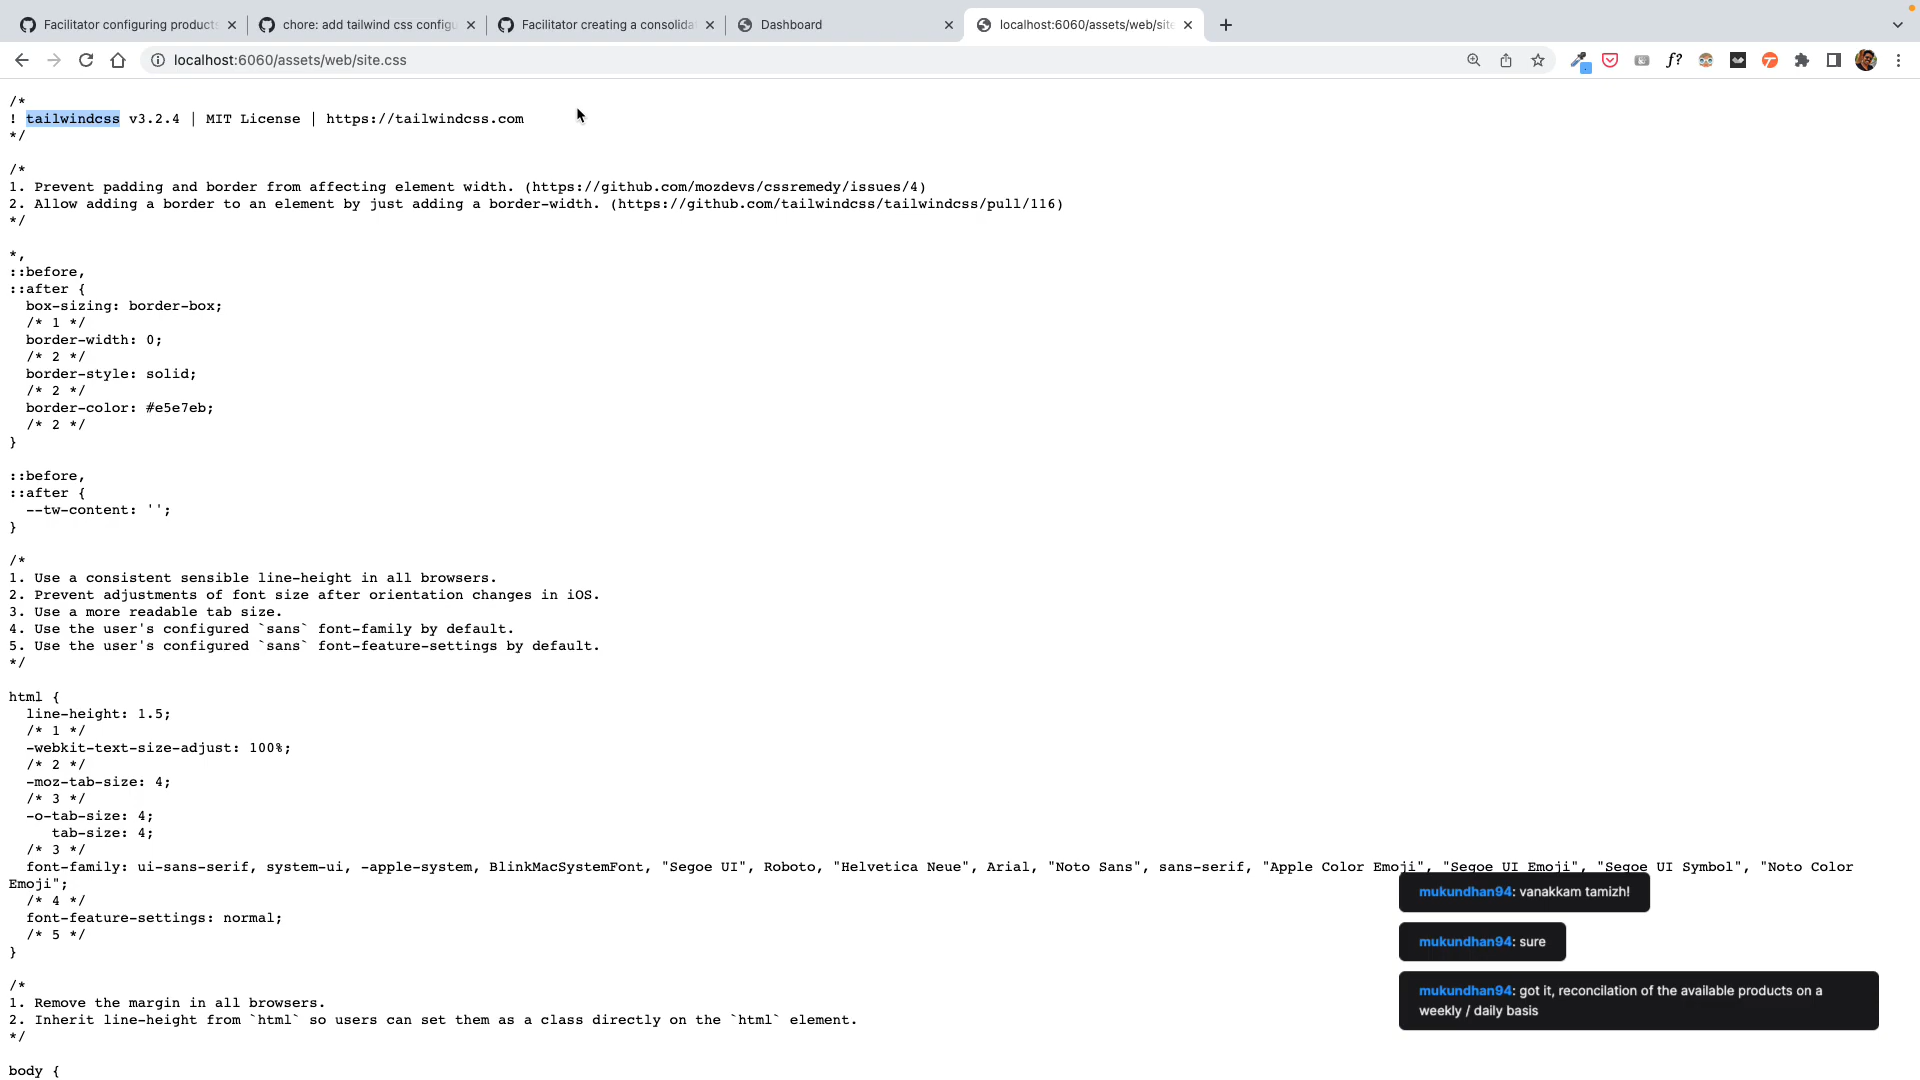 Facilitator configuring products
chore: add tailwind css configu
Facilitator creating a consolida
Dashboard
localhost:6060/assets/web/site
localhost:6060/assets/web/site.css
f?
/*
! tailwindcss v3.2.4 | MIT License | https://tailwindcss.com
*/
/*
1. Prevent padding and border from affecting element width. (https://github.com/mozdevs/cssremedy/issues/4)
2. Allow adding a border to an element by just adding a border-width. (https://github.com/tailwindcss/tailwindcss/pull/116)
*/
*,
::before,
::after {
  box-sizing: border-box;
  /* 1 */
  border-width: 0;
  /* 2 */
  border-style: solid;
  /* 2 */
  border-color: #e5e7eb;
  /* 2 */
}
::before,
::after {
  --tw-content: '';
}
/*
1. Use a consistent sensible line-height in all browsers.
2. Prevent adjustments of font size after orientation changes in iOS.
3. Use a more readable tab size.
4. Use the user's configured `sans` font-family by default.
5. Use the user's configured `sans` font-feature-settings by default.
*/
html {
  line-height: 1.5;
  /* 1 */
  -webkit-text-size-adjust: 100%;
  /* 2 */
  -moz-tab-size: 4;
  /* 3 */
  -o-tab-size: 4;
     tab-size: 4;
  /* 3 */
  font-family: ui-sans-serif, system-ui, -apple-system, BlinkMacSystemFont, "Segoe UI", Roboto, "Helvetica Neue", Arial, "Noto Sans", sans-serif, "Apple Color Emoji", "Segoe UI Emoji", "Segoe UI Symbol", "Noto Color
Emoji";
  /* 4 */
  font-feature-settings: normal;
  /* 5 */
}
/*
1. Remove the margin in all browsers.
2. Inherit line-height from `html` so users can set them as a class directly on the `html` element.
*/
body {
mukundhan94: vanakkam tamizh!
mukundhan94: sure
mukundhan94: got it, reconcilation of the available products on a
weekly / daily basis